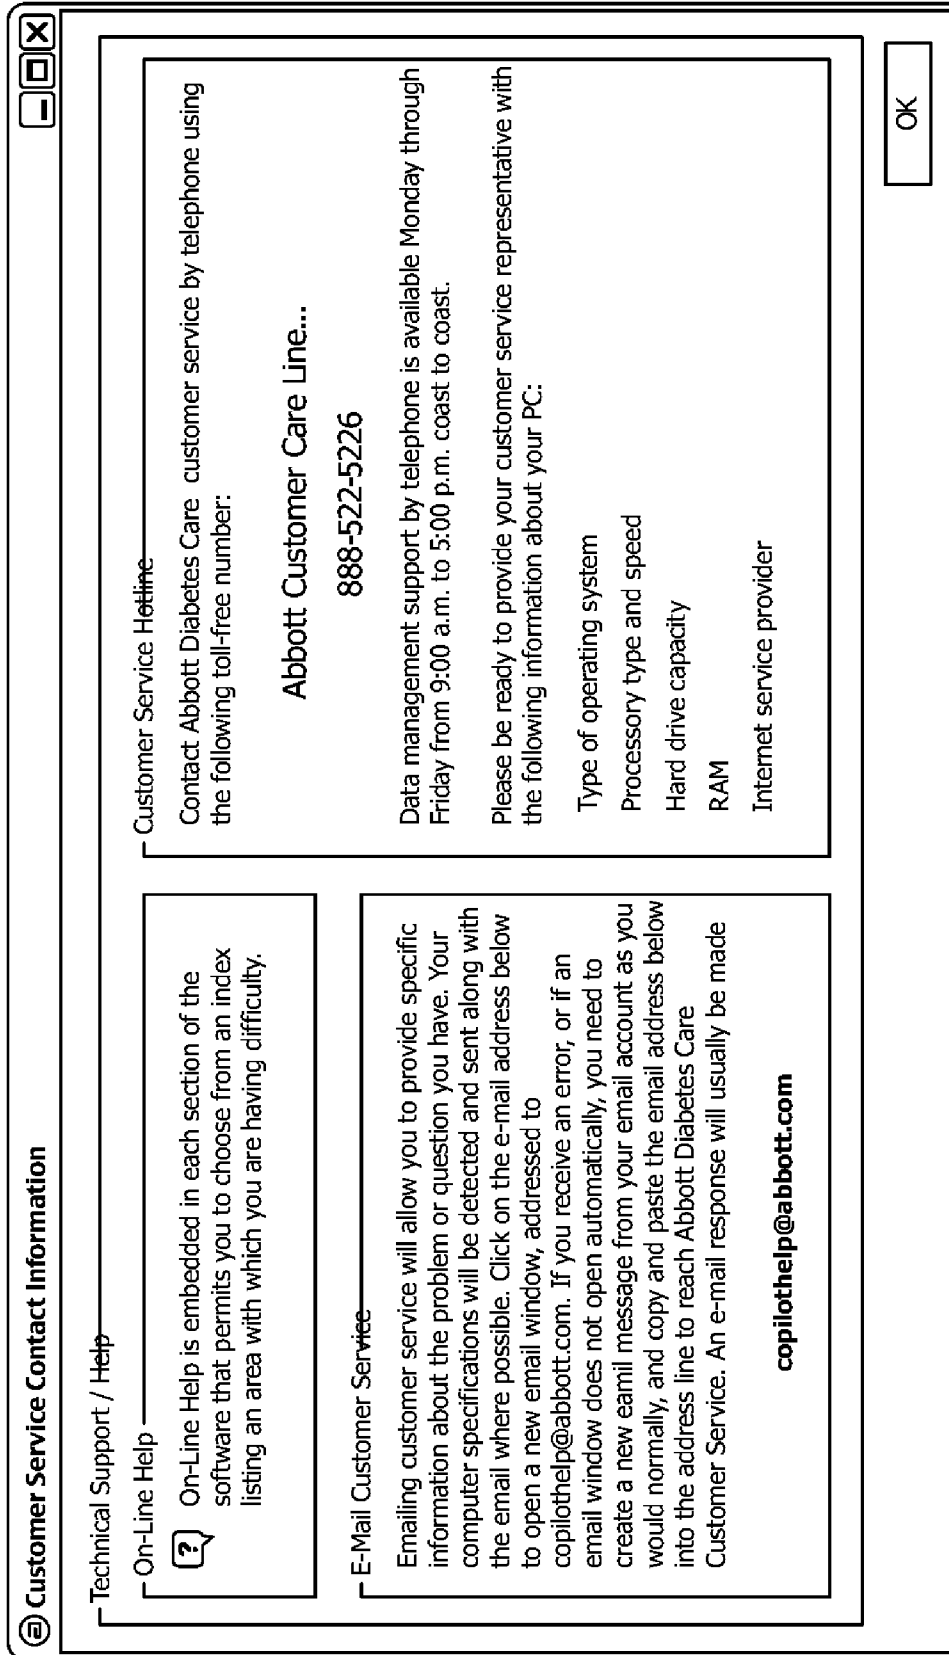 @ Customer Service Contact Information
Technical Support / Help
On-Line Help
? On-Line Help is embedded in each section of the
software that permits you to choose from an index
listing an area with which you are having difficulty.
E-Mail Customer Service
Emailing customer service will allow you to provide specific
information about the problem or question you have. Your
computer specifications will be detected and sent along with
the email where possible. Click on the e-mail address below
to open a new email window, addressed to
copilothelp@abbott.com. If you receive an error, or if an
email window does not open automatically, you need to
create a new eamil message from your email account as you
would normally, and copy and paste the email address below
into the address line to reach Abbott Diabetes Care
Customer Service. An e-mail response will usually be made
copilothelp@abbott.com
Customer Service Hotline
Contact Abbott Diabetes Care customer service by telephone using
the following toll-free number:
Abbott Customer Care Line...
888-522-5226
Data management support by telephone is available Monday through
Friday from 9:00 a.m. to 5:00 p.m. coast to coast.
Please be ready to provide your customer service representative with
the following information about your PC:
Type of operating system
Processory type and speed
Hard drive capacity
RAM
Internet service provider
OK